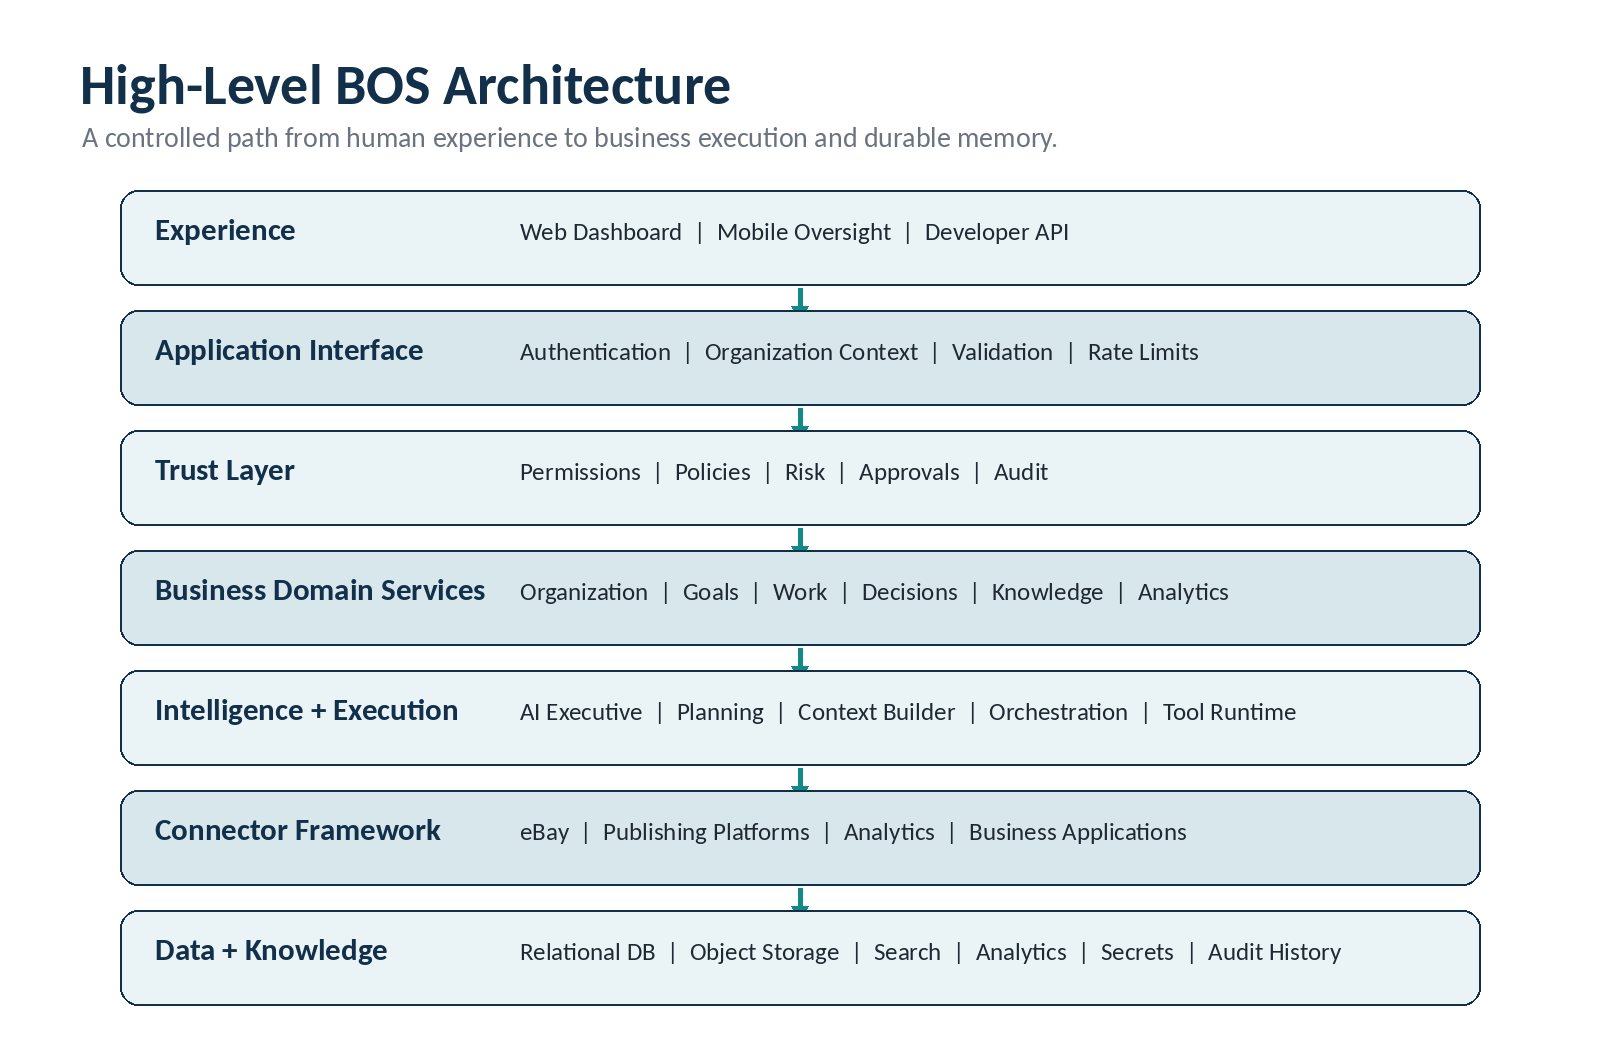 High-Level BOS Architecture
A controlled path from human experience to business execution and durable memory.
Experience Web Dashboard | Mobile Oversight | Developer API
Application Interface Authentication | Organization Context | Validation | Rate Limits
Trust Layer Permissions | Policies | Risk | Approvals | Audit
Business Domain Services Organization | Goals | Work | Decisions | Knowledge | Analytics
Intelligence + Execution AI Executive | Planning | Context Builder | Orchestration | Tool Runtime
Connector Framework eBay | Publishing Platforms | Analytics | Business Applications
Data + Knowledge Relational DB | Object Storage | Search | Analytics | Secrets | Audit History